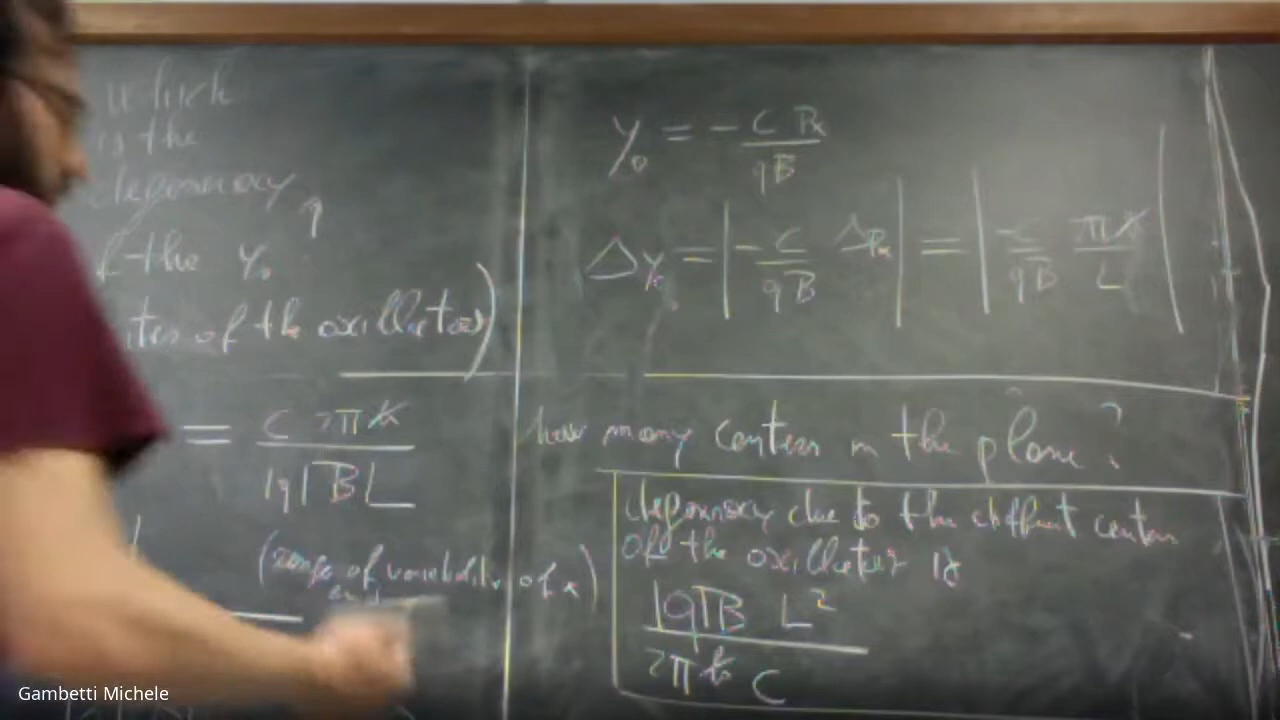 which
is the
degeneracy
of the y₀
of the oscillators)
= c 2πħ / |q|BL
(range of variability of x)
y₀ = - c Pₓ / qB
Δy₀ = | - c / qB ΔPₓ | = | - c / qB πħ / L |
how many centers in the plane?
degeneracy due to the different centers
of the oscillator is
|q|B L²
2πħ c
Gambetti Michele